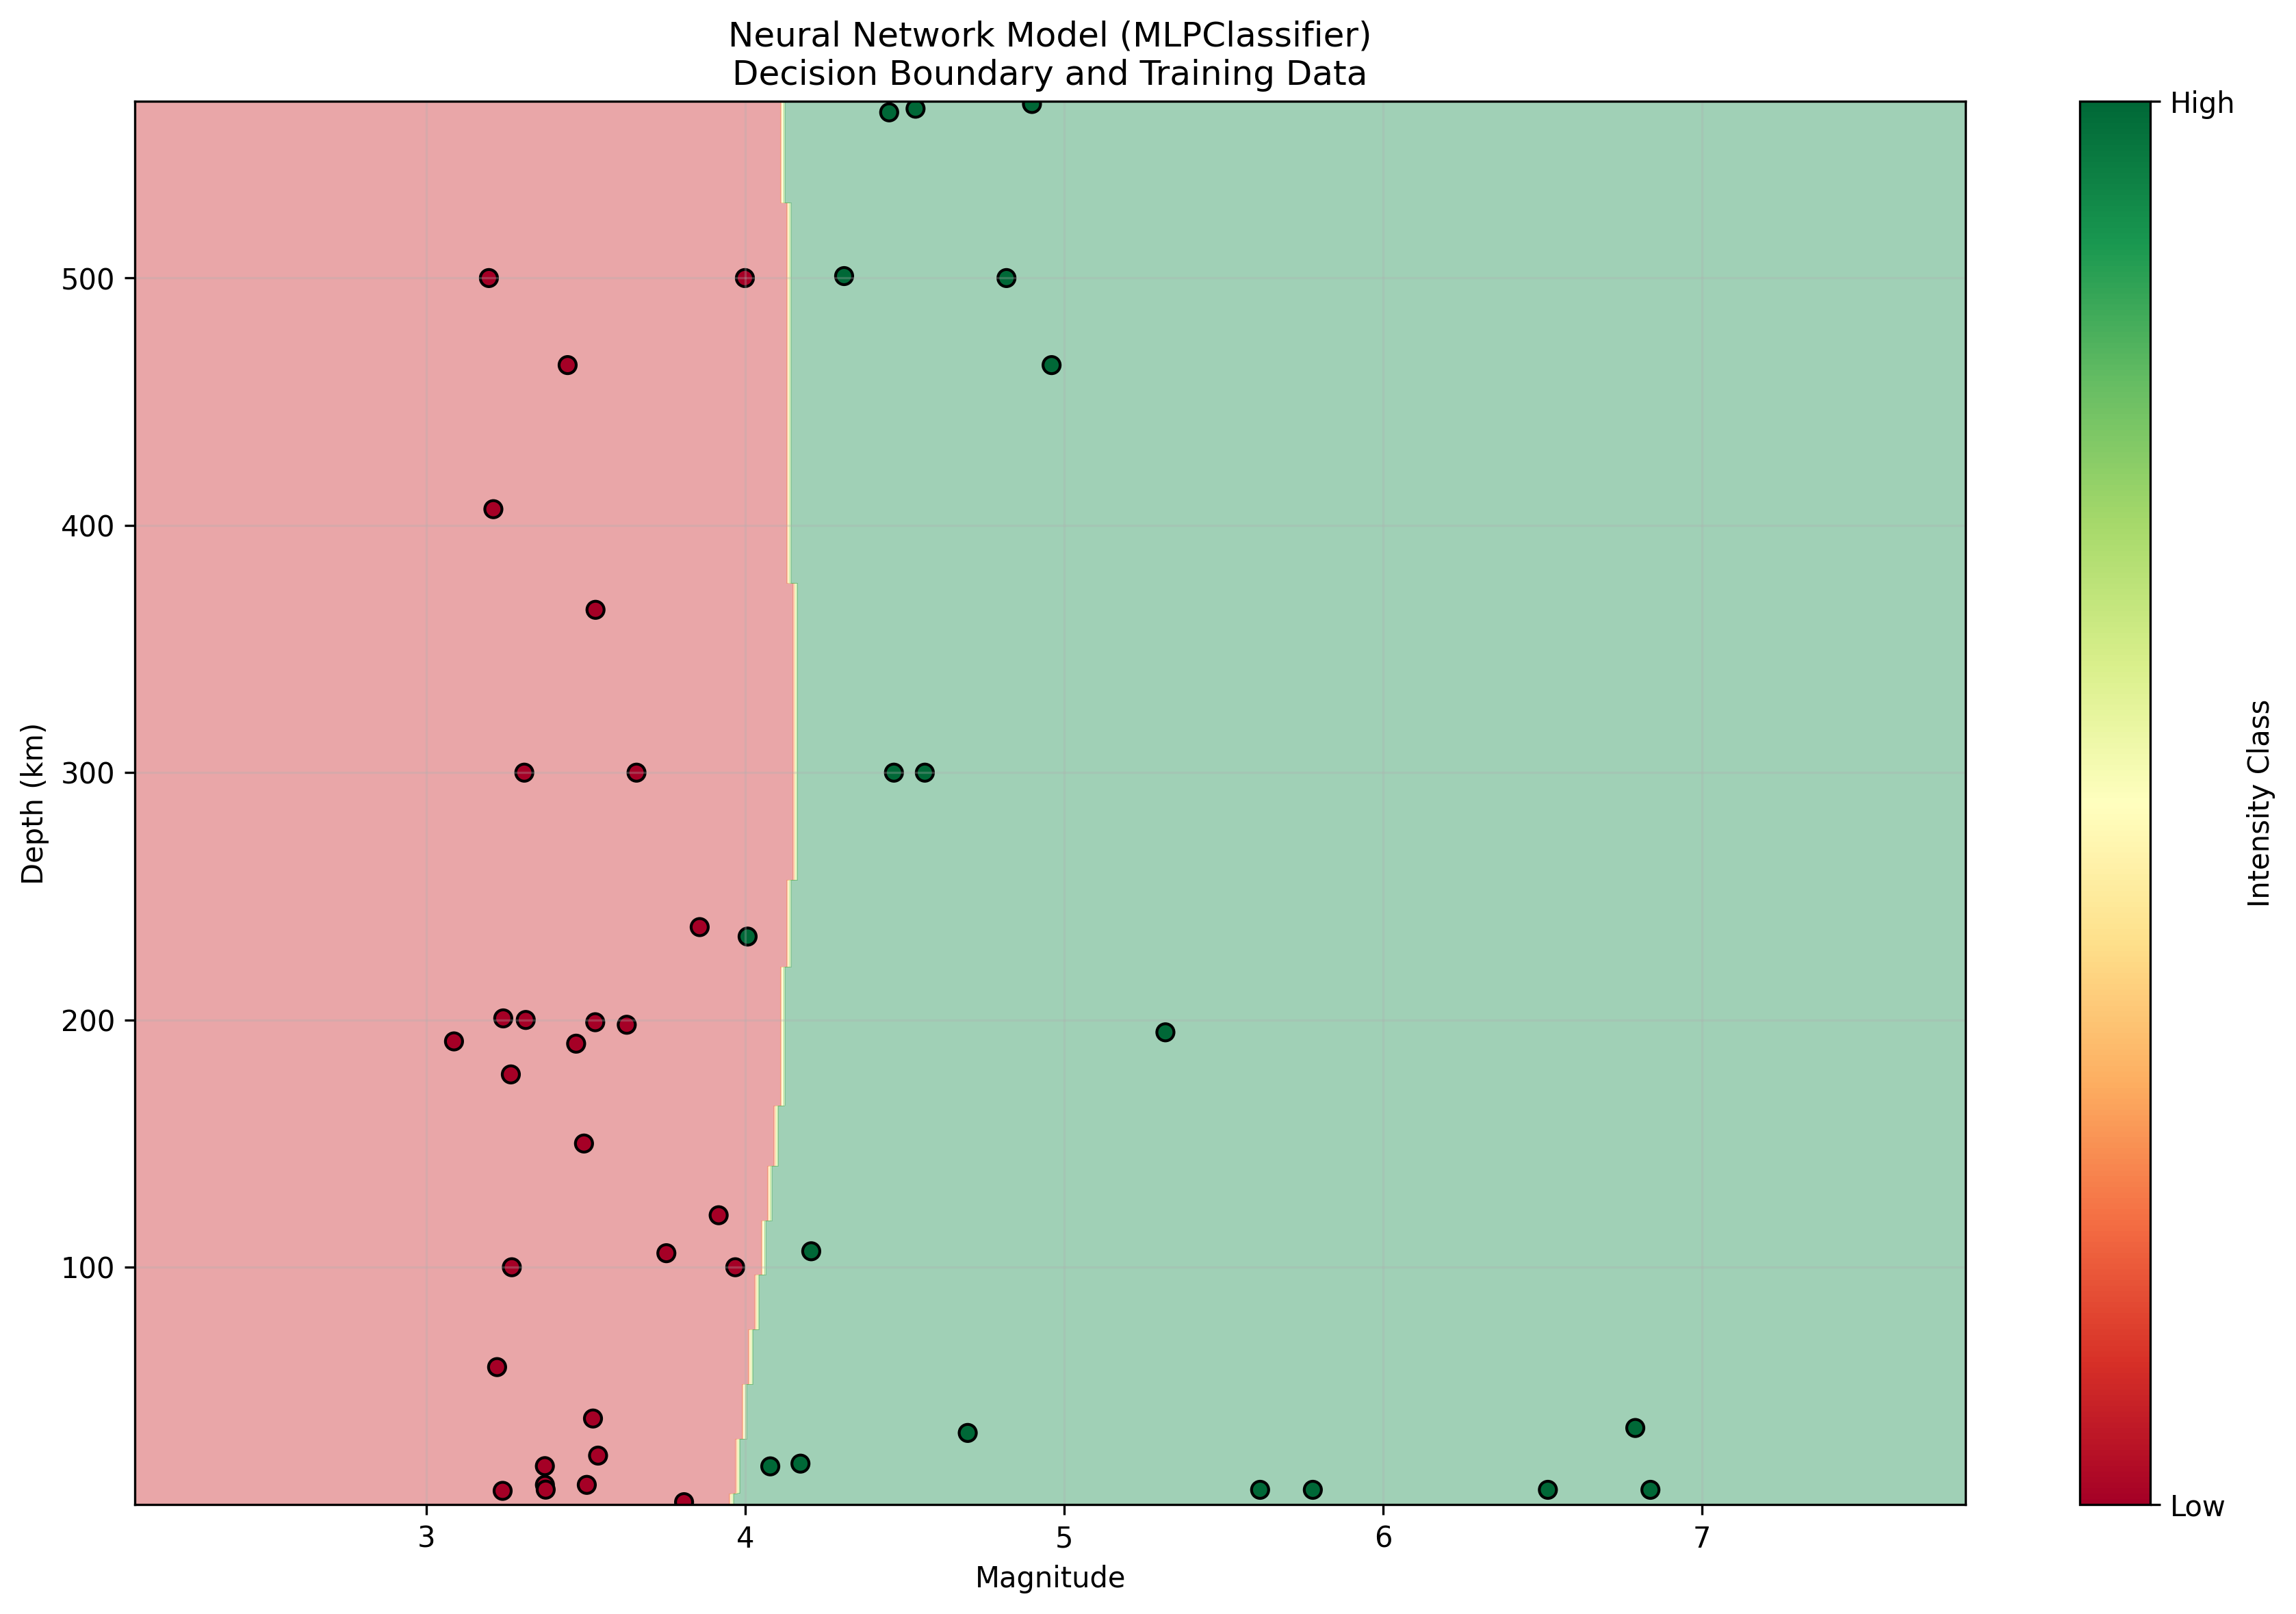 Neural Network Model (MLPClassifier)
Decision Boundary and Training Data
High
500
400
300
200
100
Depth (km)
Intensity Class
Low
3 4 5 6 7
Magnitude